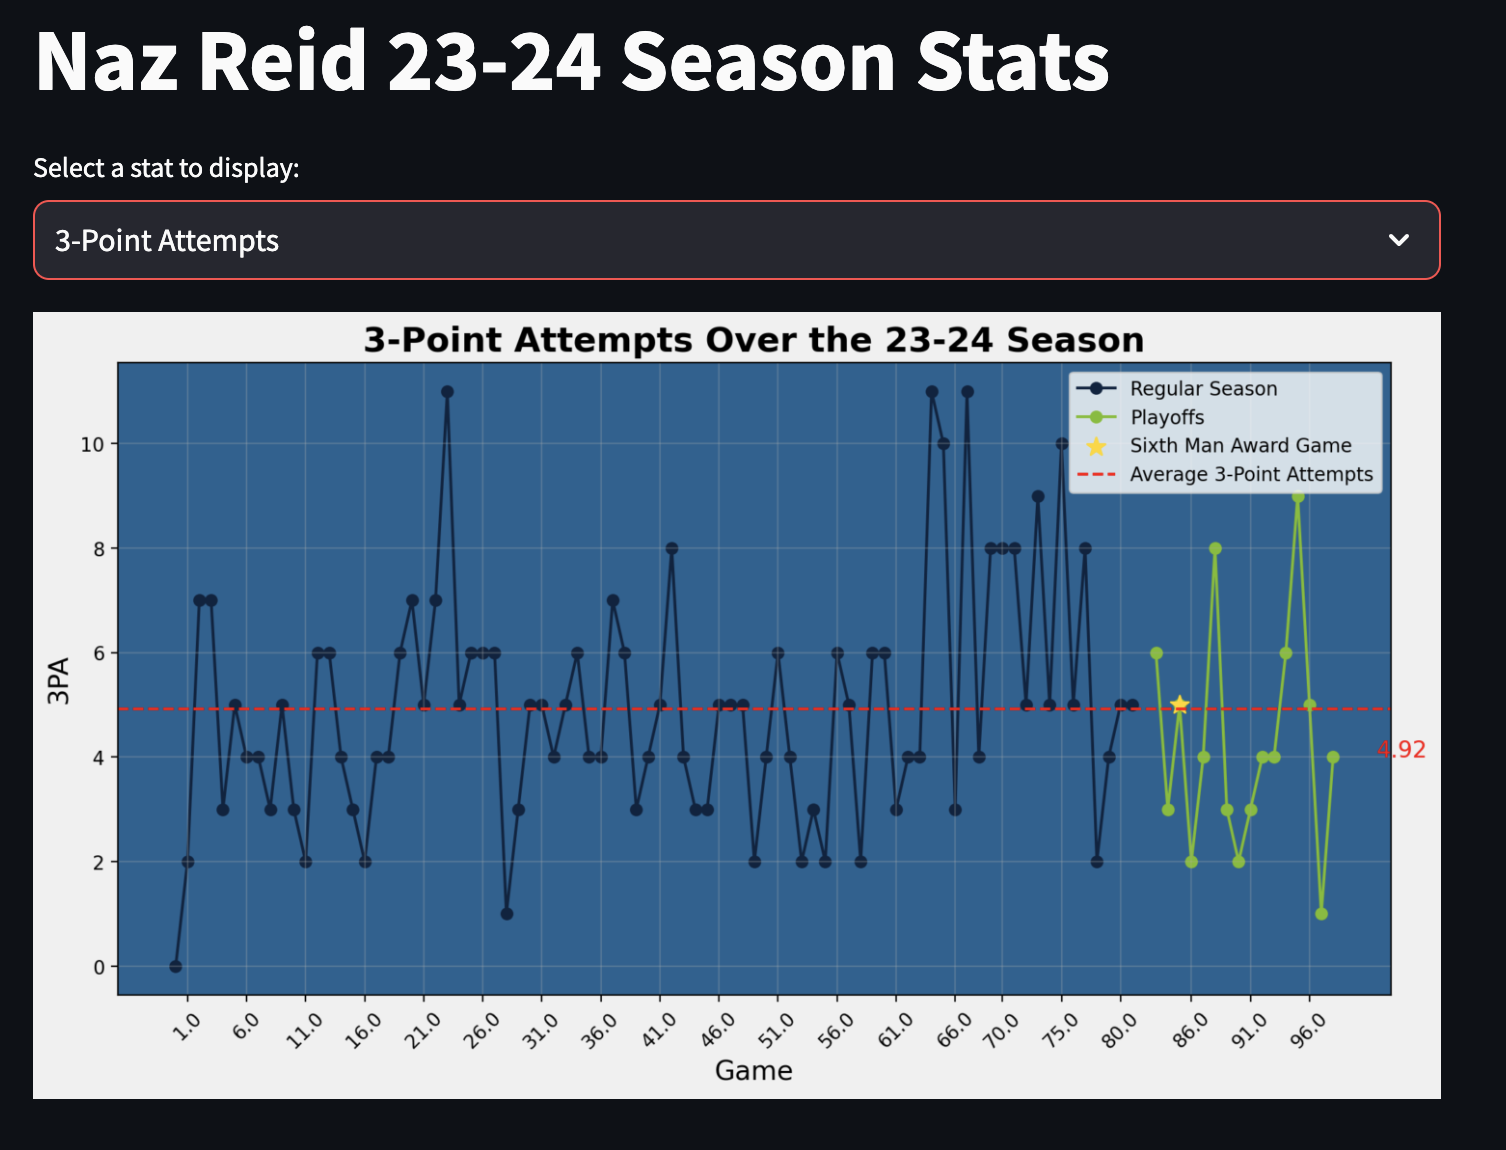 Naz Reid 23-24 Season Stats
Select a stat to display:
3-Point Attempts
3-Point Attempts Over the 23-24 Season
Regular Season
Playoffs
Sixth Man Award Game
Average 3-Point Attempts
10
8
6
4
2
0
3PA
4.92
1.0 6.0 11.0 16.0 21.0 26.0 31.0 36.0 41.0 46.0 51.0 56.0 61.0 66.0 70.0 75.0 80.0 86.0 91.0 96.0
Game